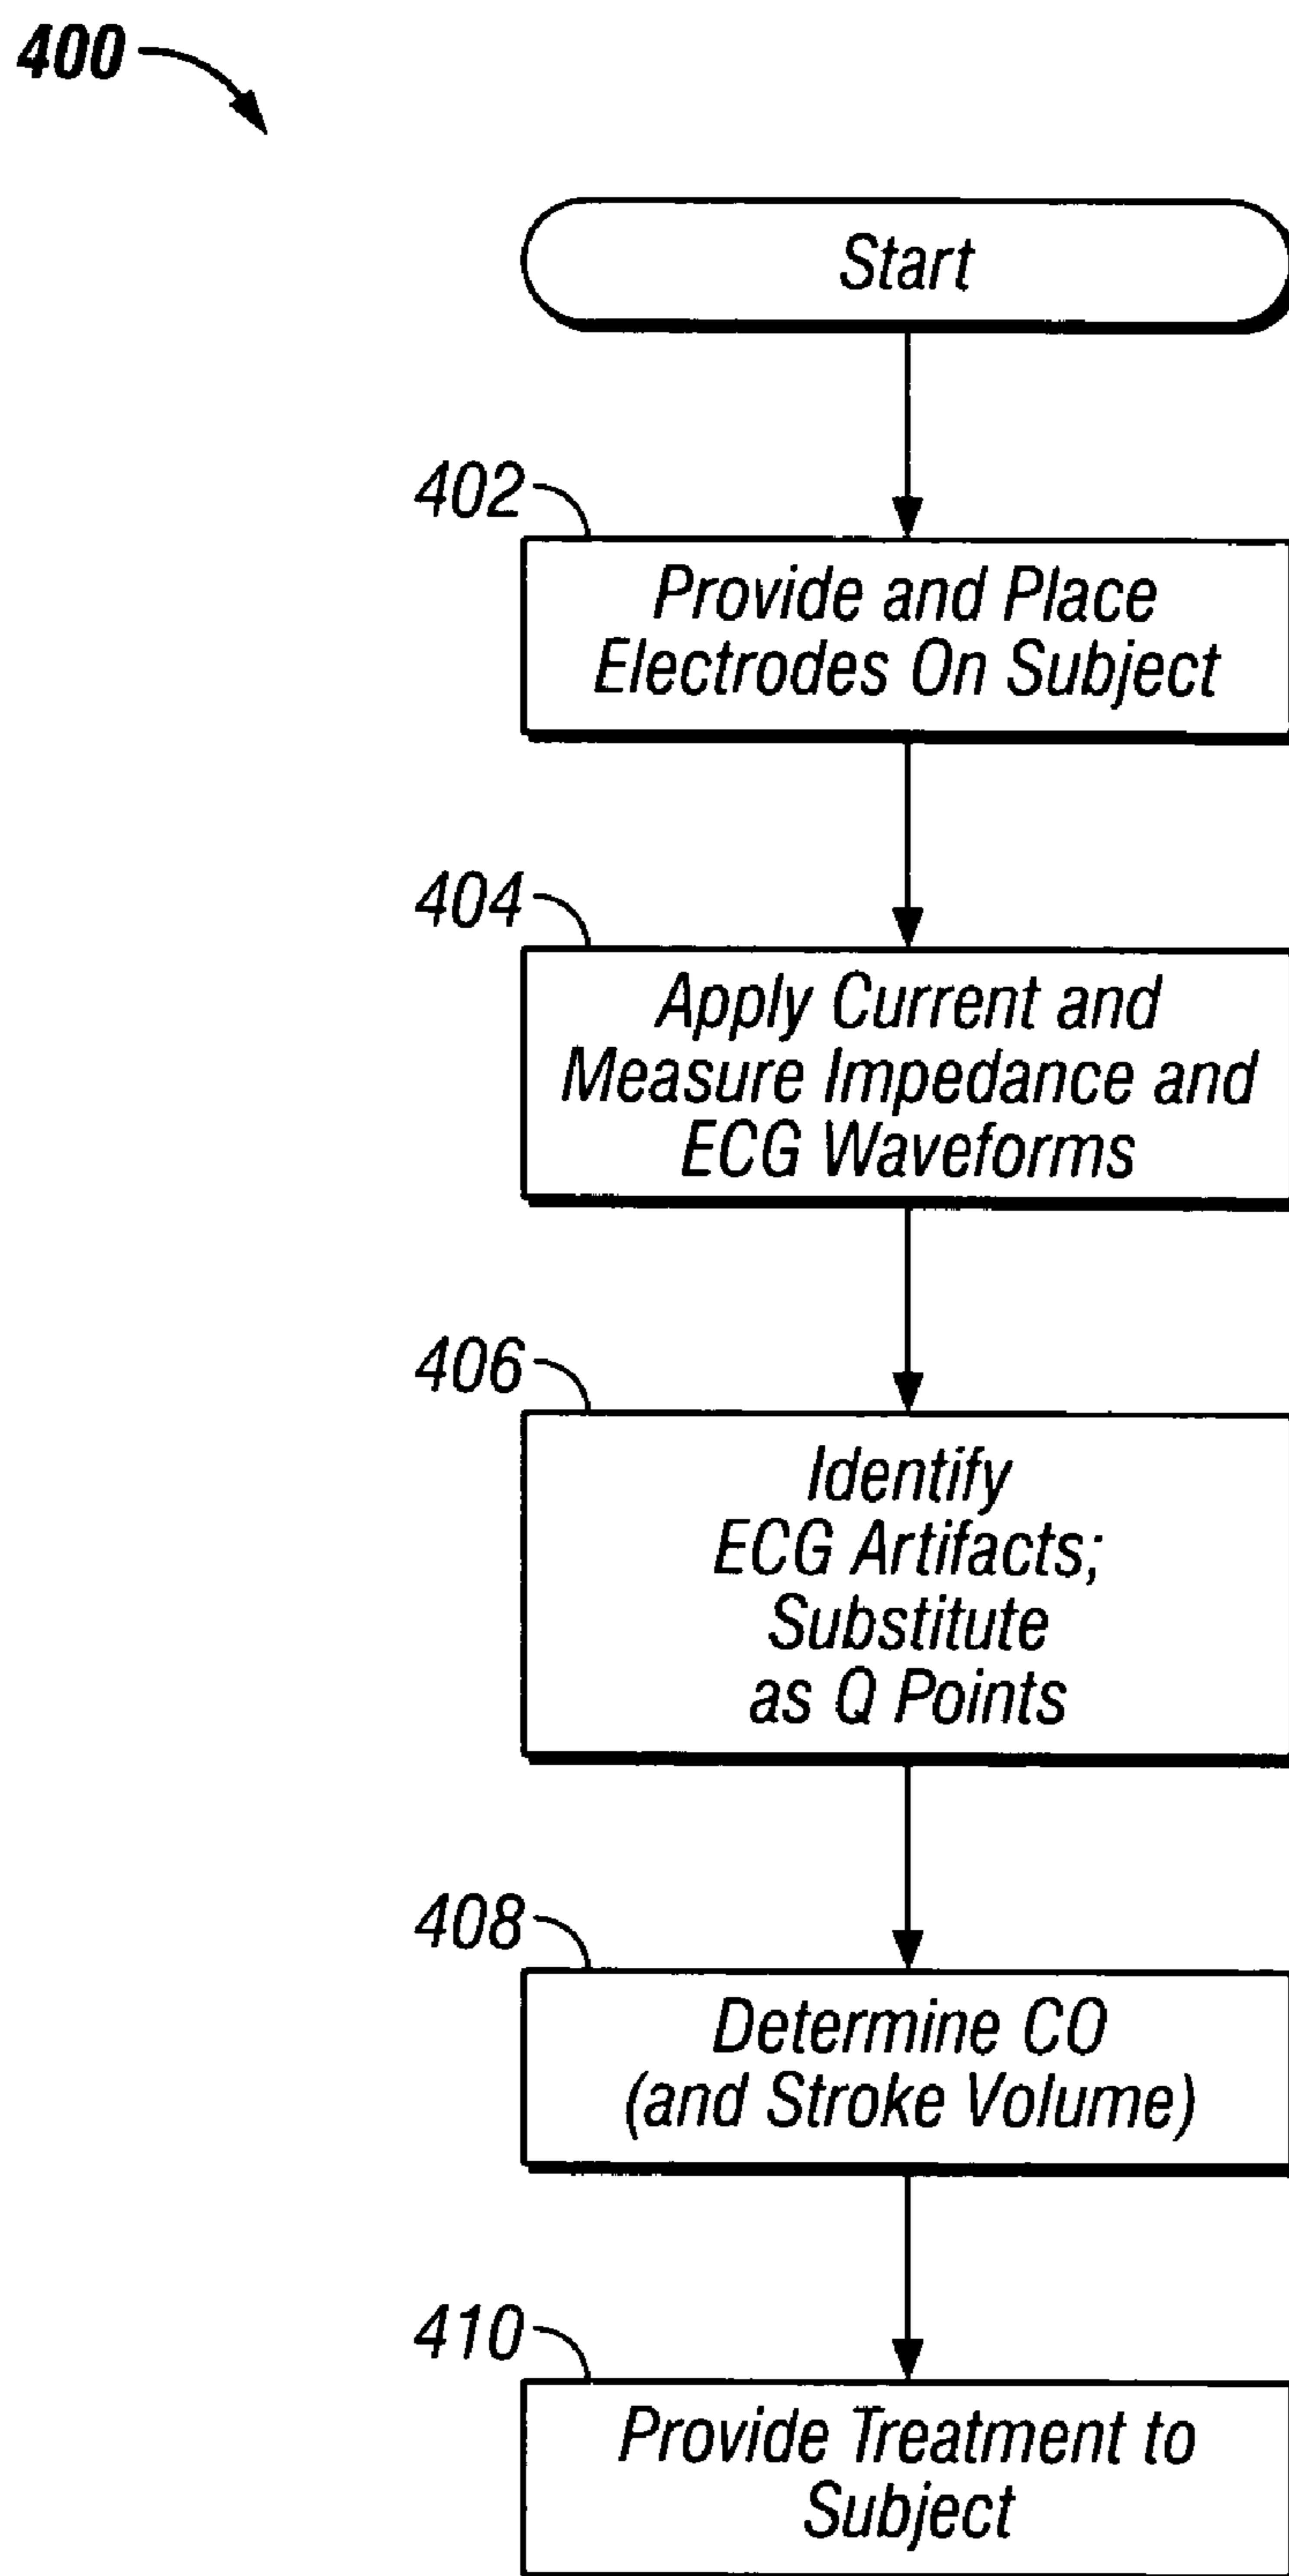 400
Start
402
Provide and Place
Electrodes On Subject
404
Apply Current and
Measure Impedance and
ECG Waveforms
406
Identify
ECG Artifacts;
Substitute
as Q Points
408
Determine CO
(and Stroke Volume)
410
Provide Treatment to
Subject